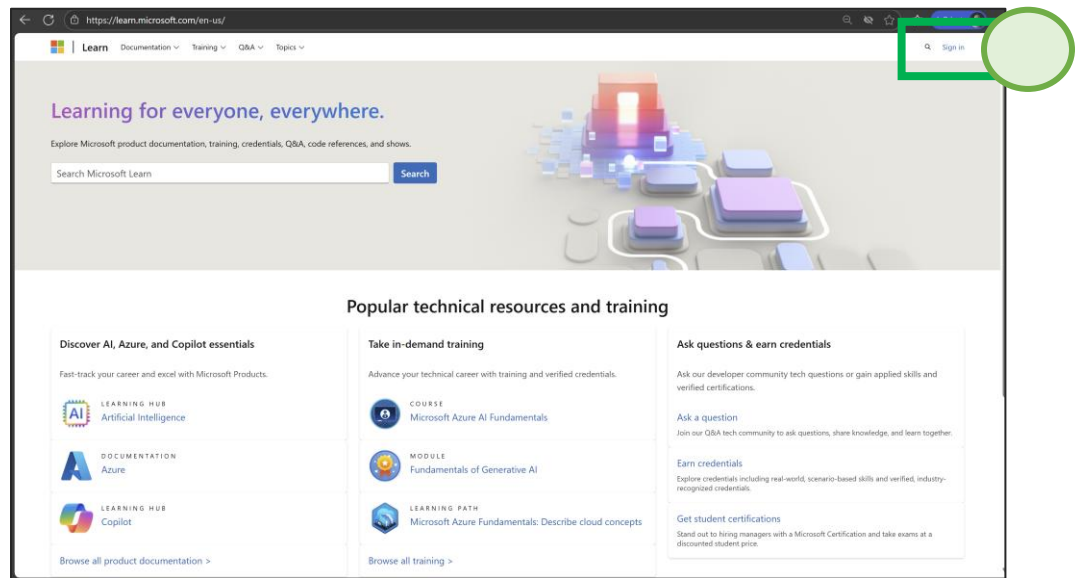 https://learn.microsoft.com/en-us/
Learn Documentation Training Q&A Topics Sign in
Learning for everyone, everywhere.
Explore Microsoft product documentation, training, credentials, Q&A, code references, and shows.
Search Microsoft Learn Search
Popular technical resources and training
Discover AI, Azure, and Copilot essentials
Fast-track your career and excel with Microsoft Products.
AI
LEARNING HUB
Artificial Intelligence
DOCUMENTATION
Azure
LEARNING HUB
Copilot
Browse all product documentation >
Take in-demand training
Advance your technical career with training and verified credentials.
COURSE
Microsoft Azure AI Fundamentals
MODULE
Fundamentals of Generative AI
LEARNING PATH
Microsoft Azure Fundamentals: Describe cloud concepts
Browse all training >
Ask questions & earn credentials
Ask our developer community tech questions or gain applied skills and
verified certifications.
Ask a question
Join our Q&A tech community to ask questions, share knowledge, and learn together.
Earn credentials
Explore credentials including real-world, scenario-based skills and verified, industry-
recognized credentials.
Get student certifications
Stand out to hiring managers with a Microsoft Certification and take exams at a
discounted student price.